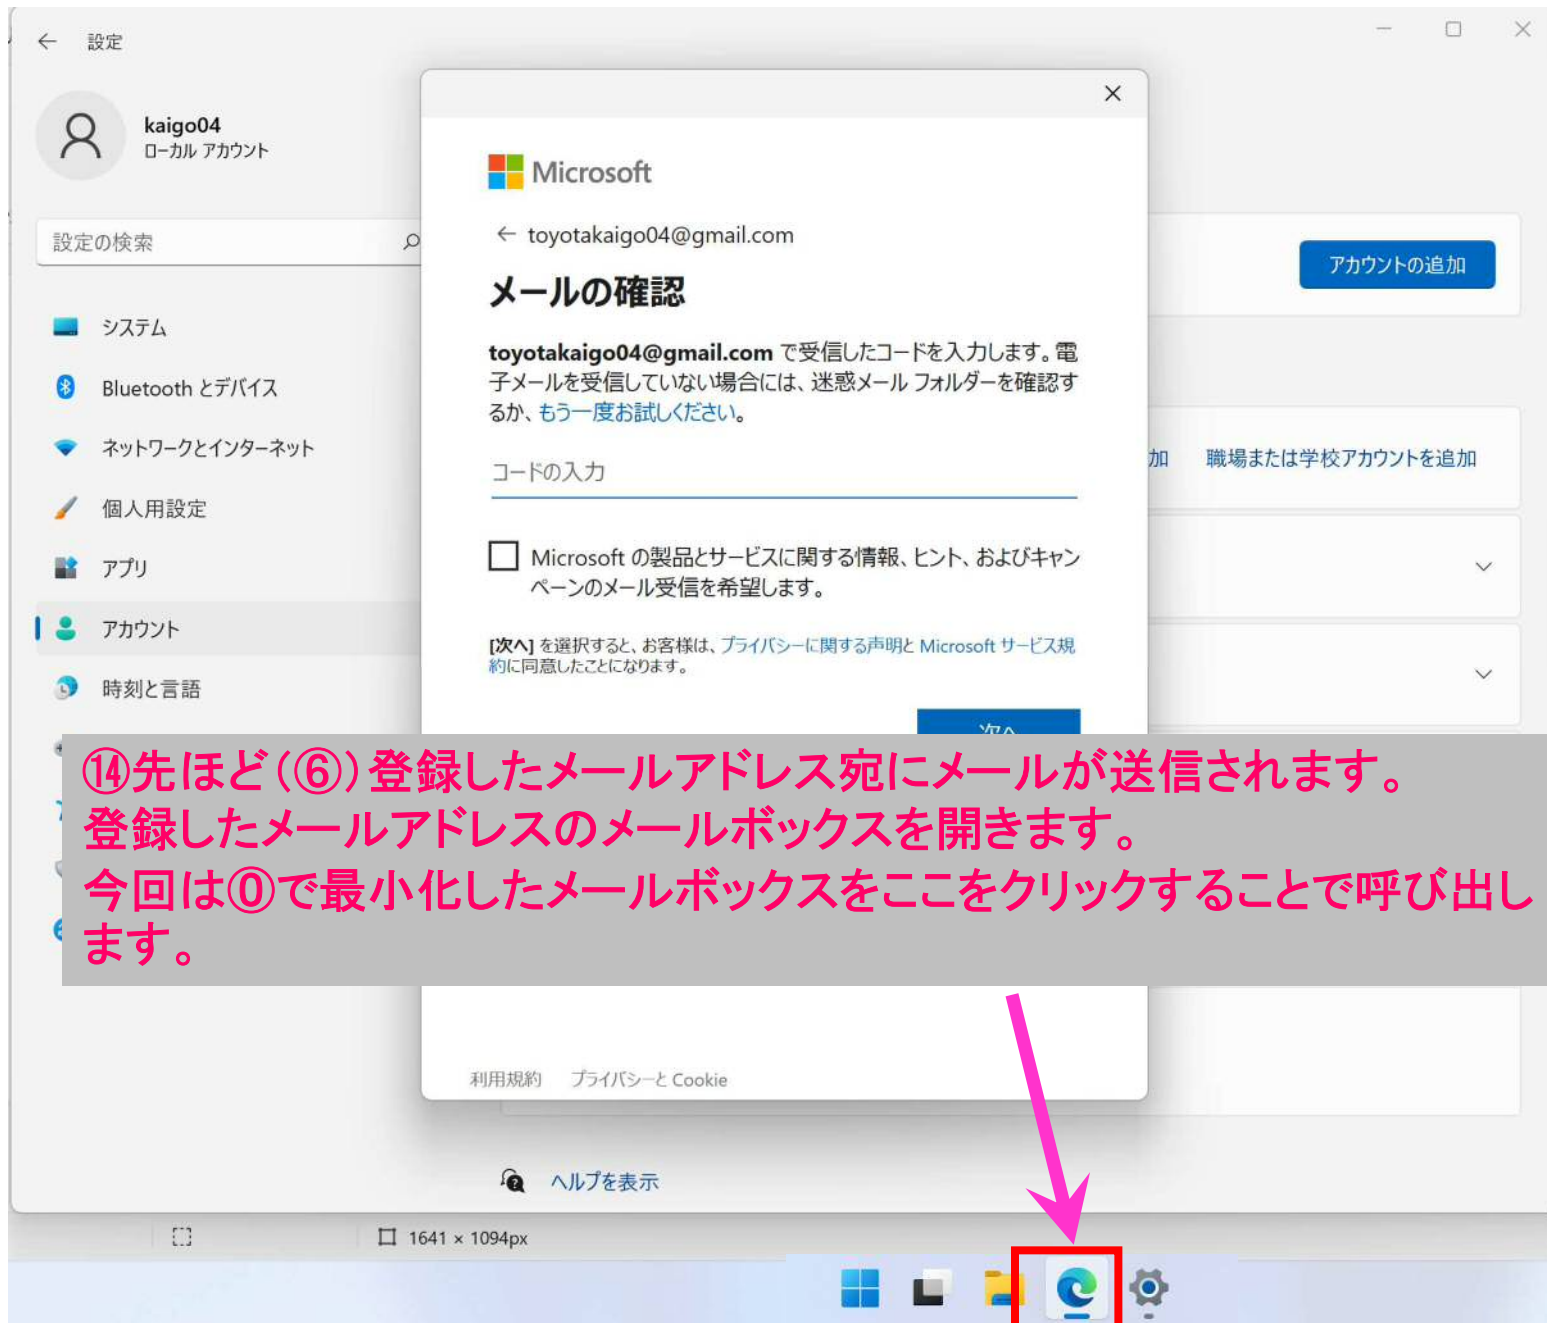 設定
kaigo04
ローカル アカウント
設定の検索
システム
Bluetooth とデバイス
ネットワークとインターネット
個人用設定
アプリ
アカウント
時刻と言語
Microsoft
← toyotakaigo04@gmail.com
メールの確認
toyotakaigo04@gmail.com で受信したコードを入力します。電
子メールを受信していない場合には、迷惑メール フォルダーを確認す
るか、もう一度お試しください。
コードの入力
Microsoft の製品とサービスに関する情報、ヒント、およびキャン
ペーンのメール受信を希望します。
[次へ] を選択すると、お客様は、プライバシーに関する声明と Microsoft サービス規
約に同意したことになります。
次へ
アカウントの追加
加 職場または学校アカウントを追加
⑭先ほど(⑥)登録したメールアドレス宛にメールが送信されます。
登録したメールアドレスのメールボックスを開きます。
今回は⓪で最小化したメールボックスをここをクリックすることで呼び出し
ます。
利用規約 プライバシーと Cookie
ヘルプを表示
1641 × 1094px